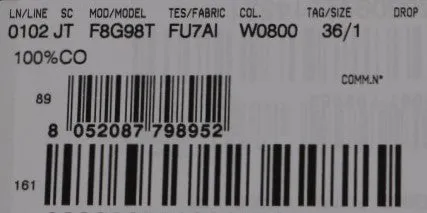 LN/LINE SC MOD/MODEL TES/FABRIC COL. TAG/SIZE DROP
0102 JT F8G98T FU7AI W0800 36/1
100%CO
COMM.N°
89
8 052087 798952
161